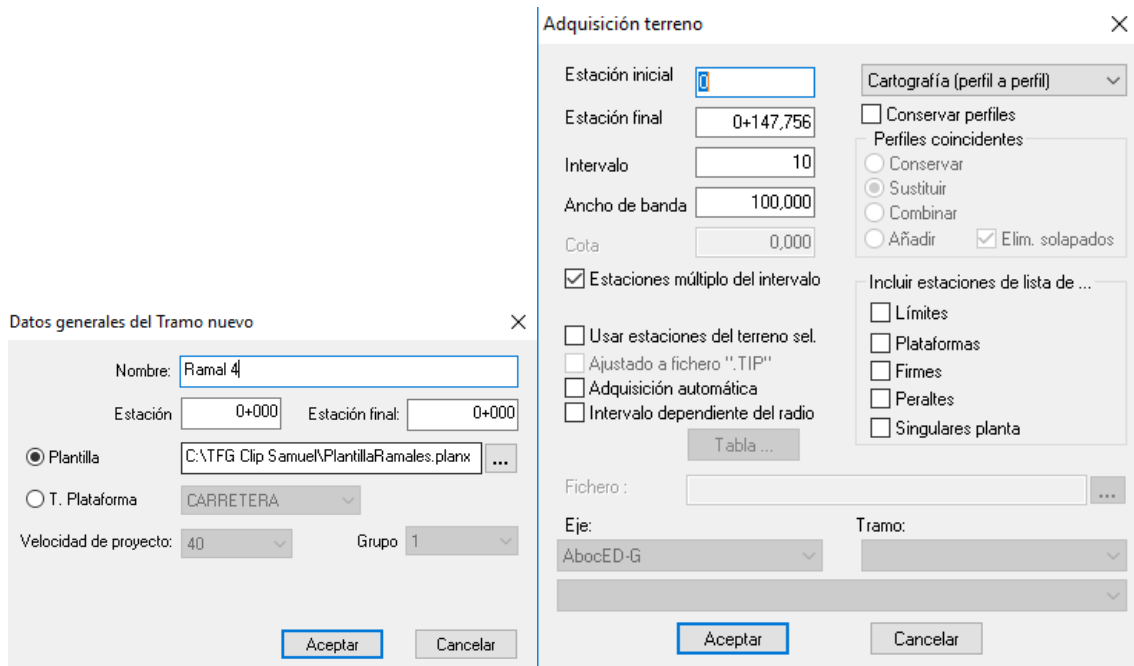 Datos generales del Tramo nuevo
Nombre: Ramal 4
Estación 0+000 Estación final: 0+000
Plantilla C:\TFG Clip Samuel\PlantillaRamales.planx ...
T. Plataforma CARRETERA
Velocidad de proyecto: 40 Grupo 1
Aceptar Cancelar
Adquisición terreno
Estación inicial 0 Cartografía (perfil a perfil)
Estación final 0+147,756 Conservar perfiles
Perfiles coincidentes
Intervalo 10 Conservar
Sustituir
Ancho de banda 100,000 Combinar
Cota 0,000 Añadir Elim. solapados
Estaciones múltiplo del intervalo Incluir estaciones de lista de ...
Límites
Usar estaciones del terreno sel. Plataformas
Ajustado a fichero ".TIP" Firmes
Adquisición automática Peraltes
Intervalo dependiente del radio Singulares planta
Tabla ...
Fichero : ...
Eje: Tramo:
AbocED-G
Aceptar Cancelar